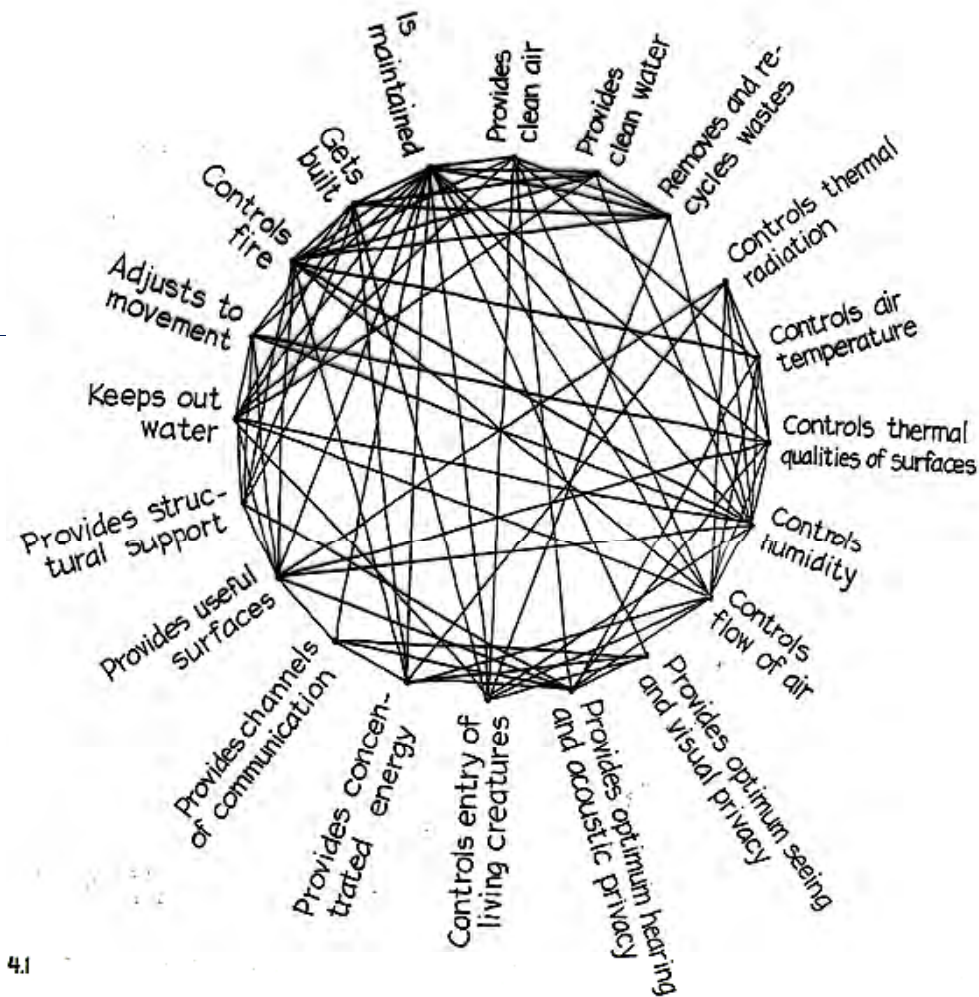 Is
maintained
Provides
clean air
Provides
clean water
Removes and re-
cycles wastes
Controls thermal
radiation
Controls air
temperature
Controls thermal
qualities of surfaces
Controls
humidity
Controls
flow of air
Provides optimum seeing
and visual privacy
Provides optimum hearing
and acoustic privacy
Controls entry of
living creatures
Provides concen-
trated energy
Provides channels
of communication
Provides useful
surfaces
Provides struc-
tural support
Keeps out
water
Adjusts to
movement
Controls
fire
Gets
built
4.1